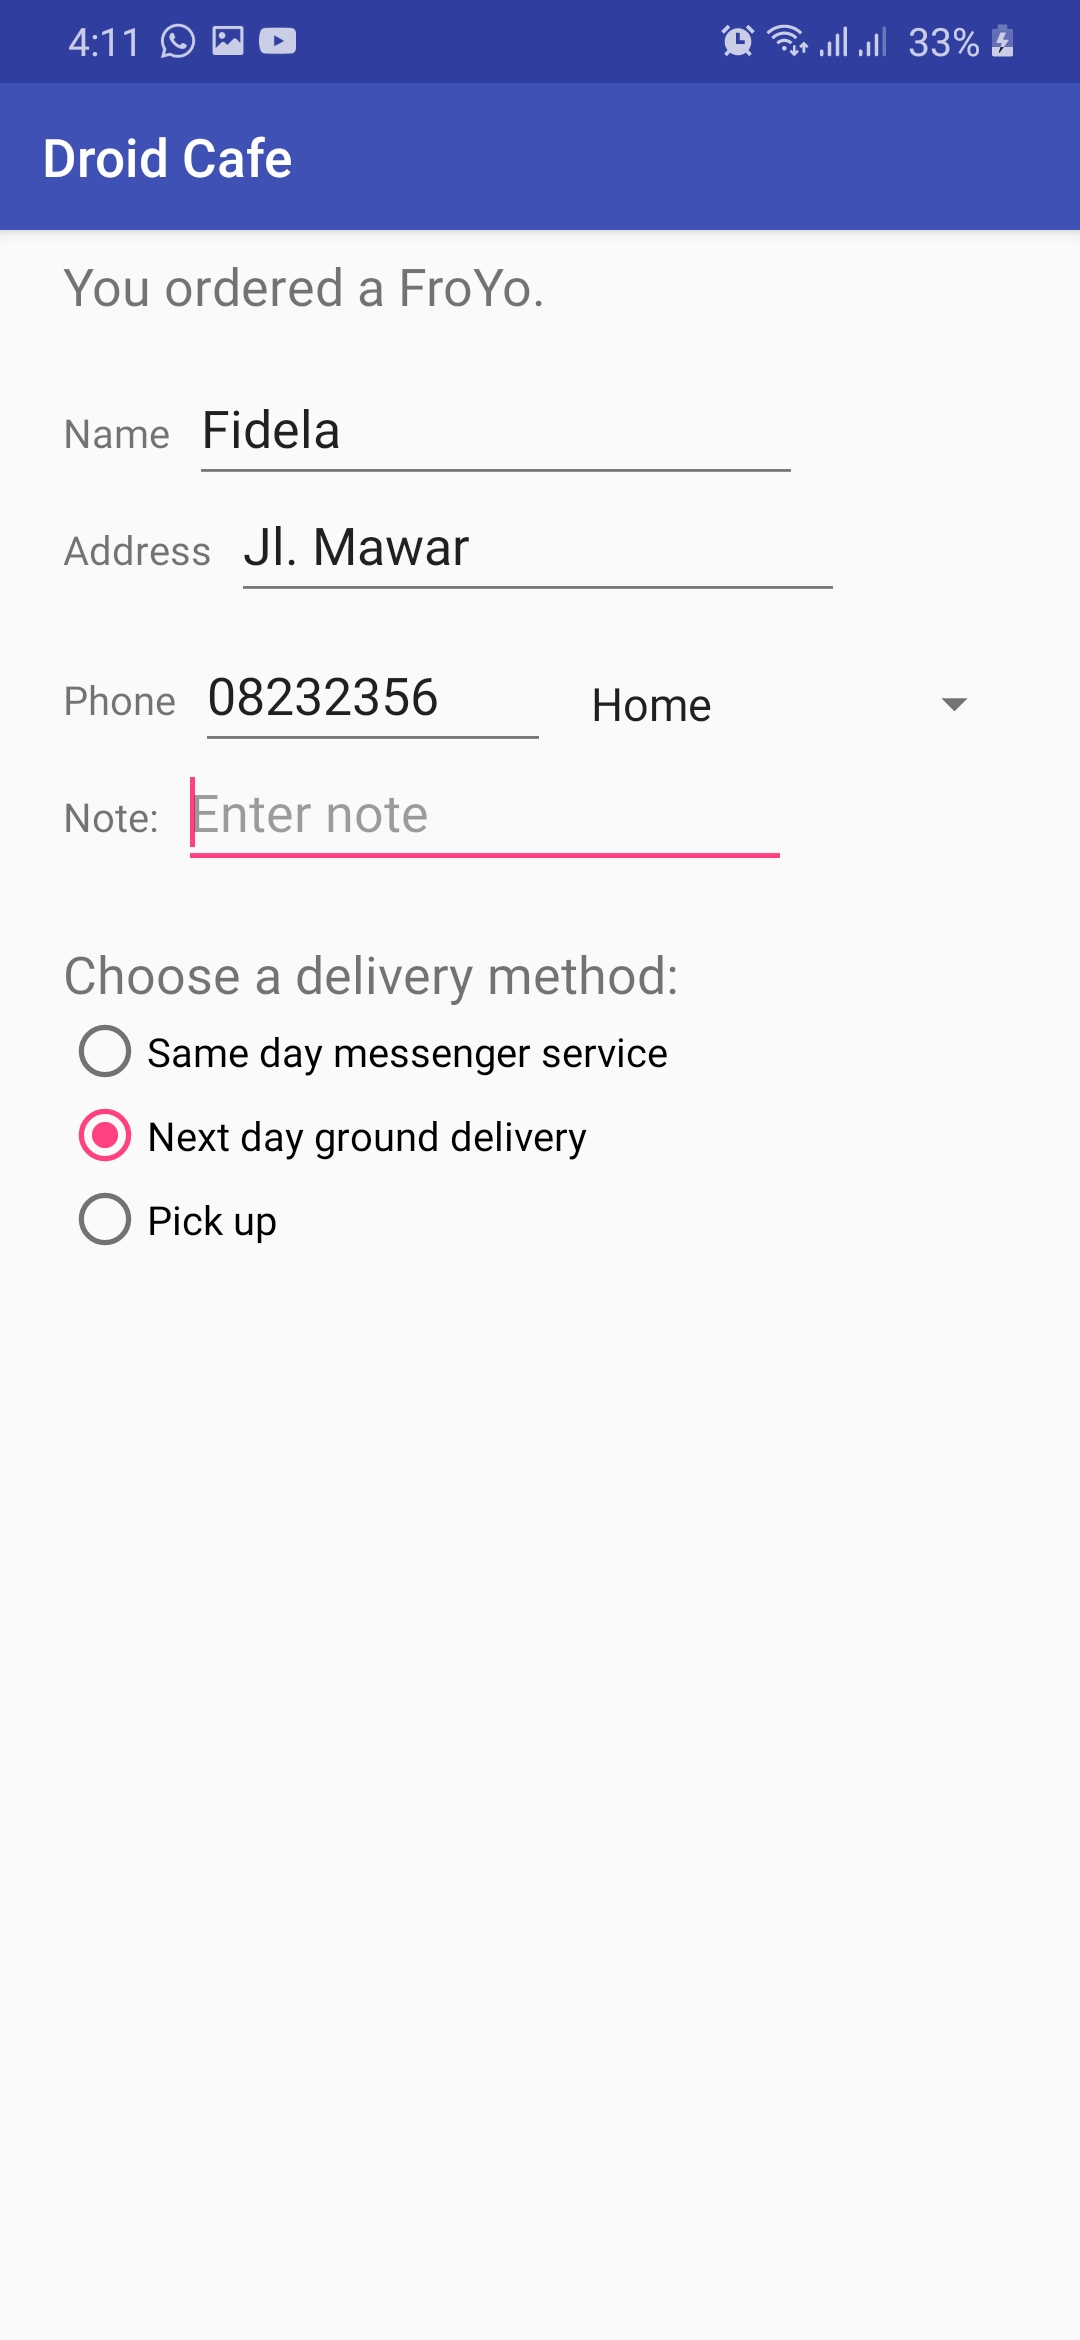 4:11 33%
Droid Cafe
You ordered a FroYo.
Name Fidela
Address Jl. Mawar
Phone 08232356 Home
Note: Enter note
Choose a delivery method:
Same day messenger service
Next day ground delivery
Pick up